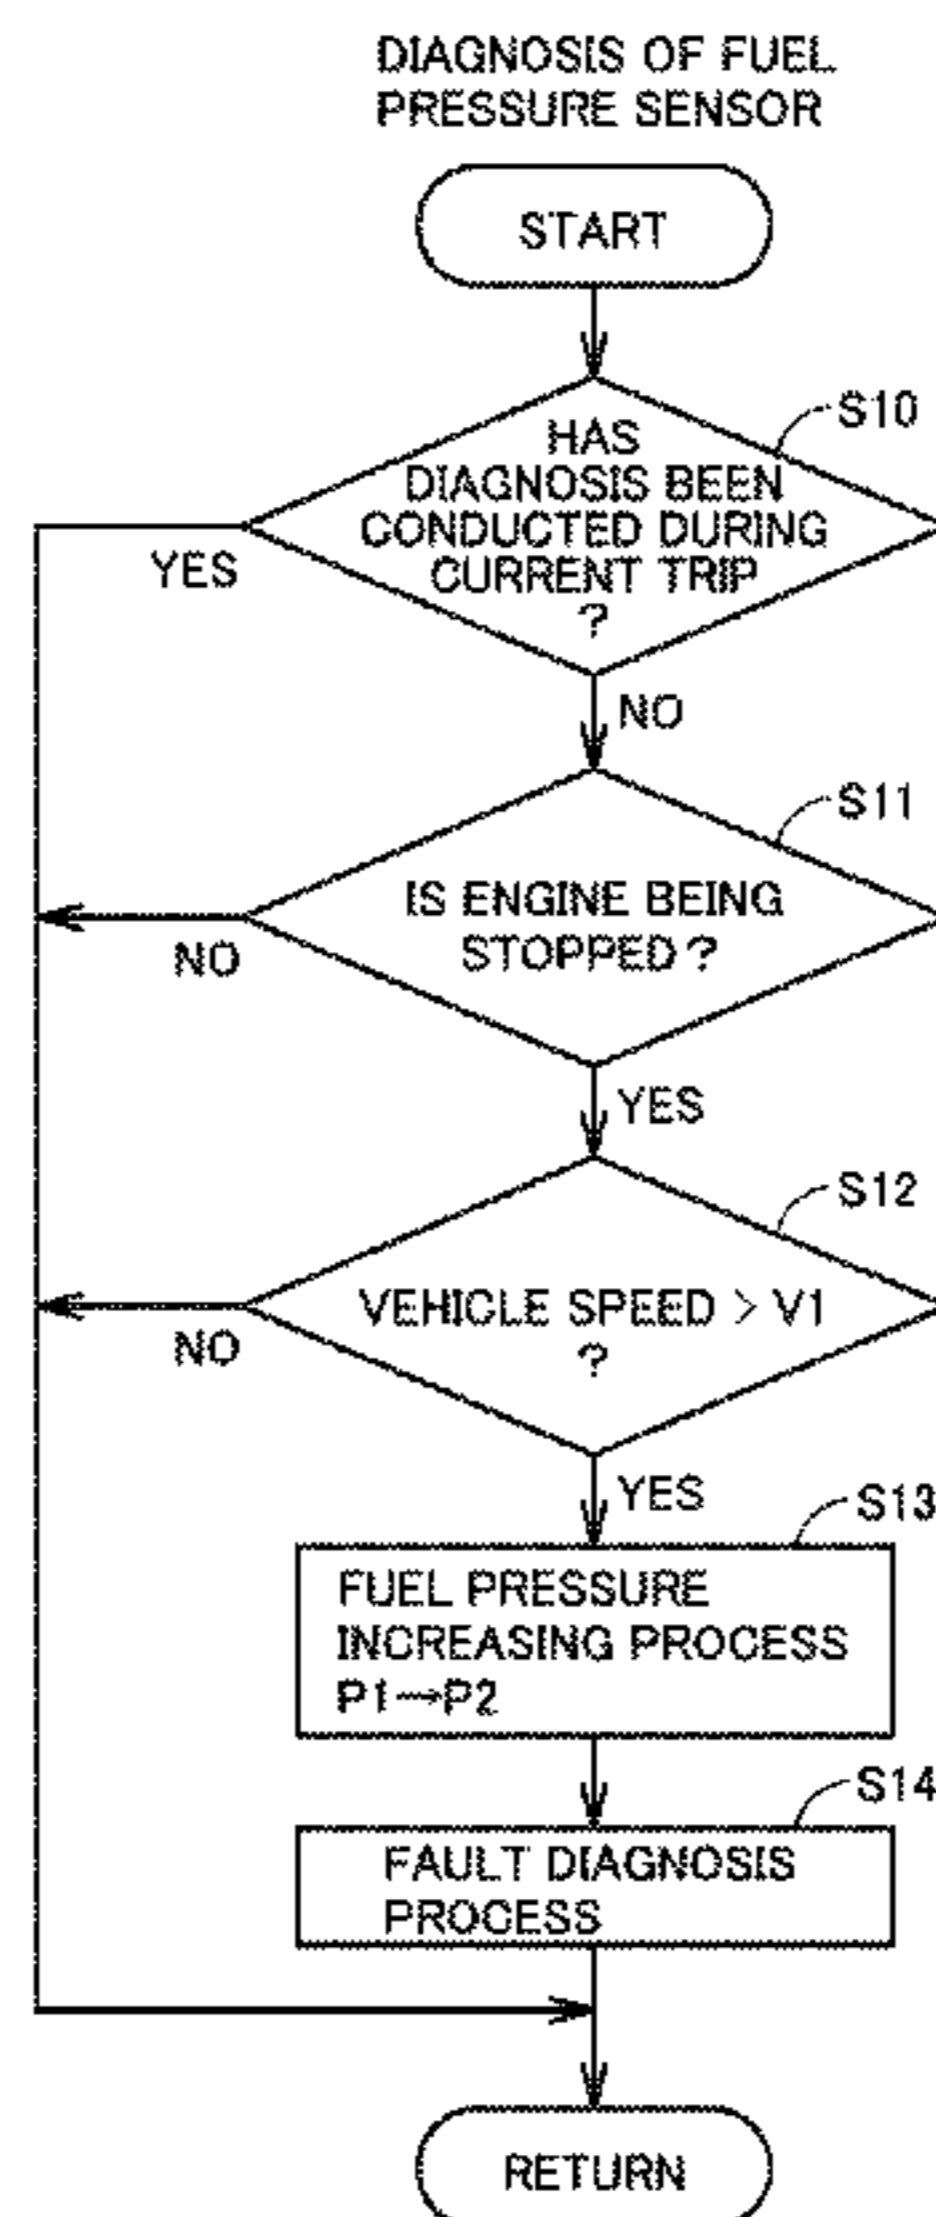 DIAGNOSIS OF FUEL
PRESSURE SENSOR
START
S10
HAS
DIAGNOSIS BEEN
CONDUCTED DURING
CURRENT TRIP
?
YES
NO
S11
IS ENGINE BEING
STOPPED?
NO
YES
S12
VEHICLE SPEED > V1
?
NO
YES
S13
FUEL PRESSURE
INCREASING PROCESS
P1→P2
S14
FAULT DIAGNOSIS
PROCESS
RETURN